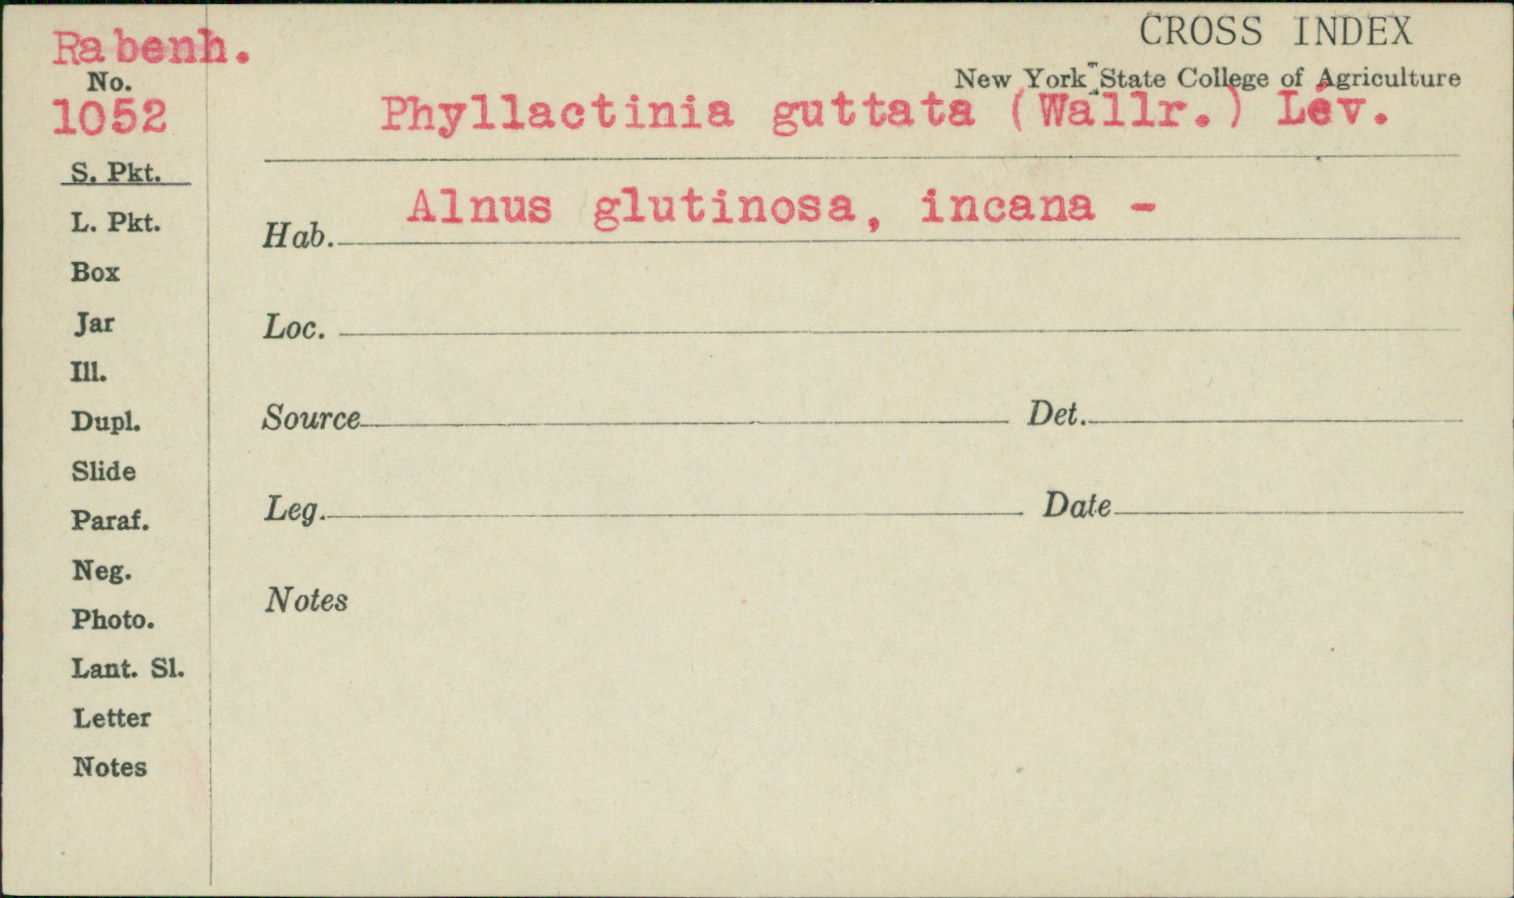 CROSS INDEX
Rabenh.
No.
1052
New York State College of Agriculture
Phyllactinia guttata (Wallr.) Lév.
S. Pkt.
L. Pkt.
Box
Jar
Ill.
Dupl.
Slide
Paraf.
Neg.
Photo.
Lant. Sl.
Letter
Notes
Hab. Alnus glutinosa, incana -
Loc.
Source Det.
Leg. Date
Notes